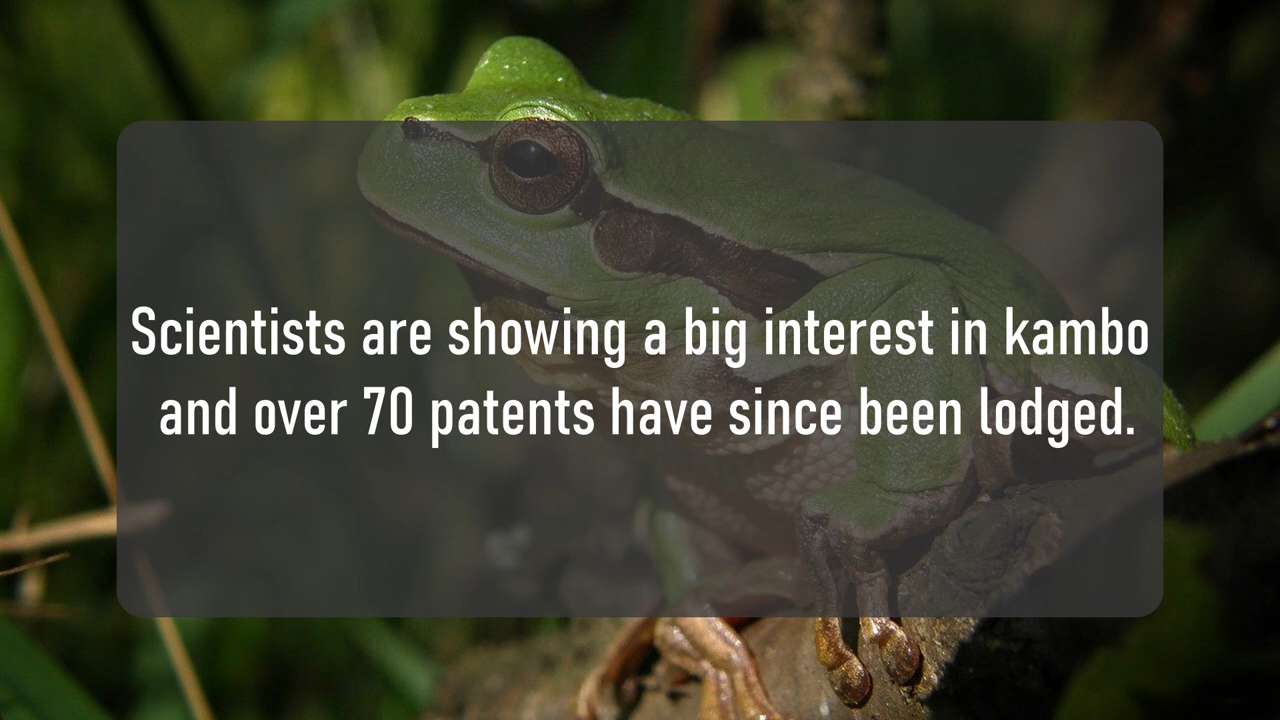 Scientists are showing a big interest in kambo
and over 70 patents have since been lodged.